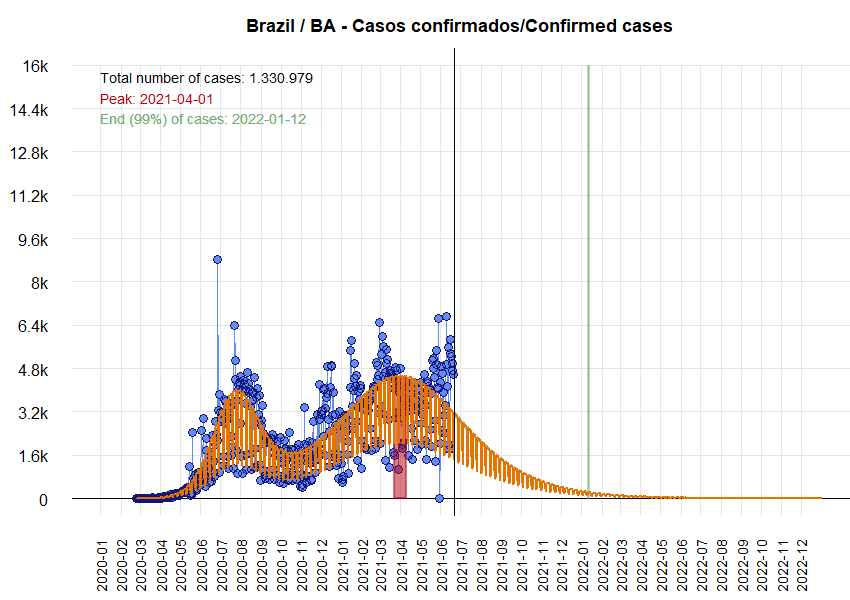 Brazil / BA - Casos confirmados/Confirmed cases
16k
14.4k
12.8k
11.2k
9.6k
8k
6.4k
4.8k
3.2k
1.6k
0
Total number of cases: 1.330.979
Peak: 2021-04-01
End (99%) of cases: 2022-01-12
2020-01
2020-02
2020-03
2020-04
2020-05
2020-06
2020-07
2020-08
2020-09
2020-10
2020-11
2020-12
2021-01
2021-02
2021-03
2021-04
2021-05
2021-06
2021-07
2021-08
2021-09
2021-10
2021-11
2021-12
2022-01
2022-02
2022-03
2022-04
2022-05
2022-06
2022-07
2022-08
2022-09
2022-10
2022-11
2022-12